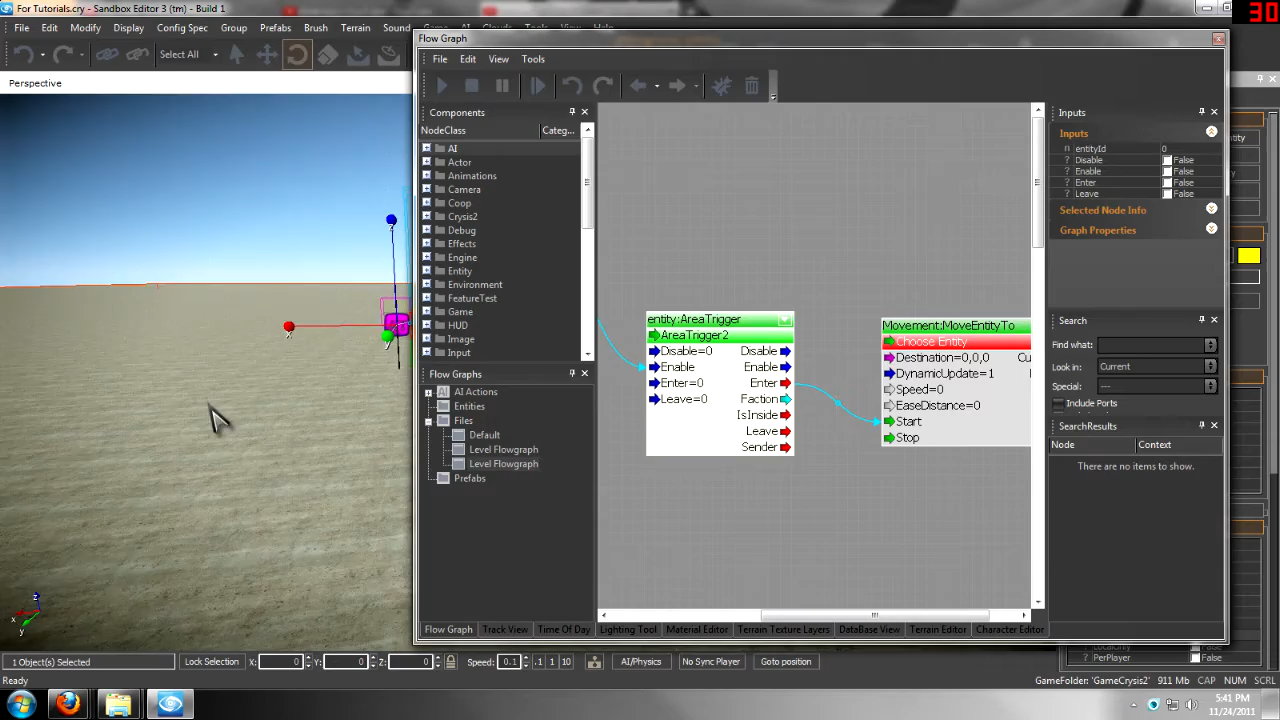 For Tutorials.cry - Sandbox Editor 3 (tm) - Build 1
30
File Edit Modify Display Config Spec Group Prefabs Brush Terrain Sound
Select All
Perspective
Flow Graph
File Edit View Tools
Components
NodeClass Categ...
AI
Actor
Animations
Camera
Coop
Crysis2
Debug
Effects
Engine
Entity
Environment
FeatureTest
Game
HUD
Image
Input
Flow Graphs
AI Actions
Entities
Files
Default
Level Flowgraph
Level Flowgraph
Prefabs
entity:AreaTrigger
AreaTrigger2
Disable=0 Disable
Enable Enable
Enter=0 Enter
Leave=0 Faction
IsInside
Leave
Sender
Movement:MoveEntityTo
Choose Entity
Destination=0,0,0 Cu
DynamicUpdate=1
Speed=0
EaseDistance=0
Start
Stop
Inputs
Inputs
entityId 0
? Disable False
? Enable False
? Enter False
? Leave False
Selected Node Info
Graph Properties
Search
Find what:
Look in: Current
Special: ---
Include Ports
SearchResults
Node Context
There are no items to show.
x
y
z
z
x
y
Flow Graph Track View Time Of Day Lighting Tool Material Editor Terrain Texture Layers DataBase View Terrain Editor Character Editor
PerPlayer False
1 Object(s) Selected Lock Selection X: 0 Y: 0 Z: 0 Speed: 0.1 .1 1 10 AI/Physics No Sync Player Goto position
Ready GameFolder: 'GameCrysis2' 911 Mb CAP NUM SCRL
5:41 PM
11/24/2011